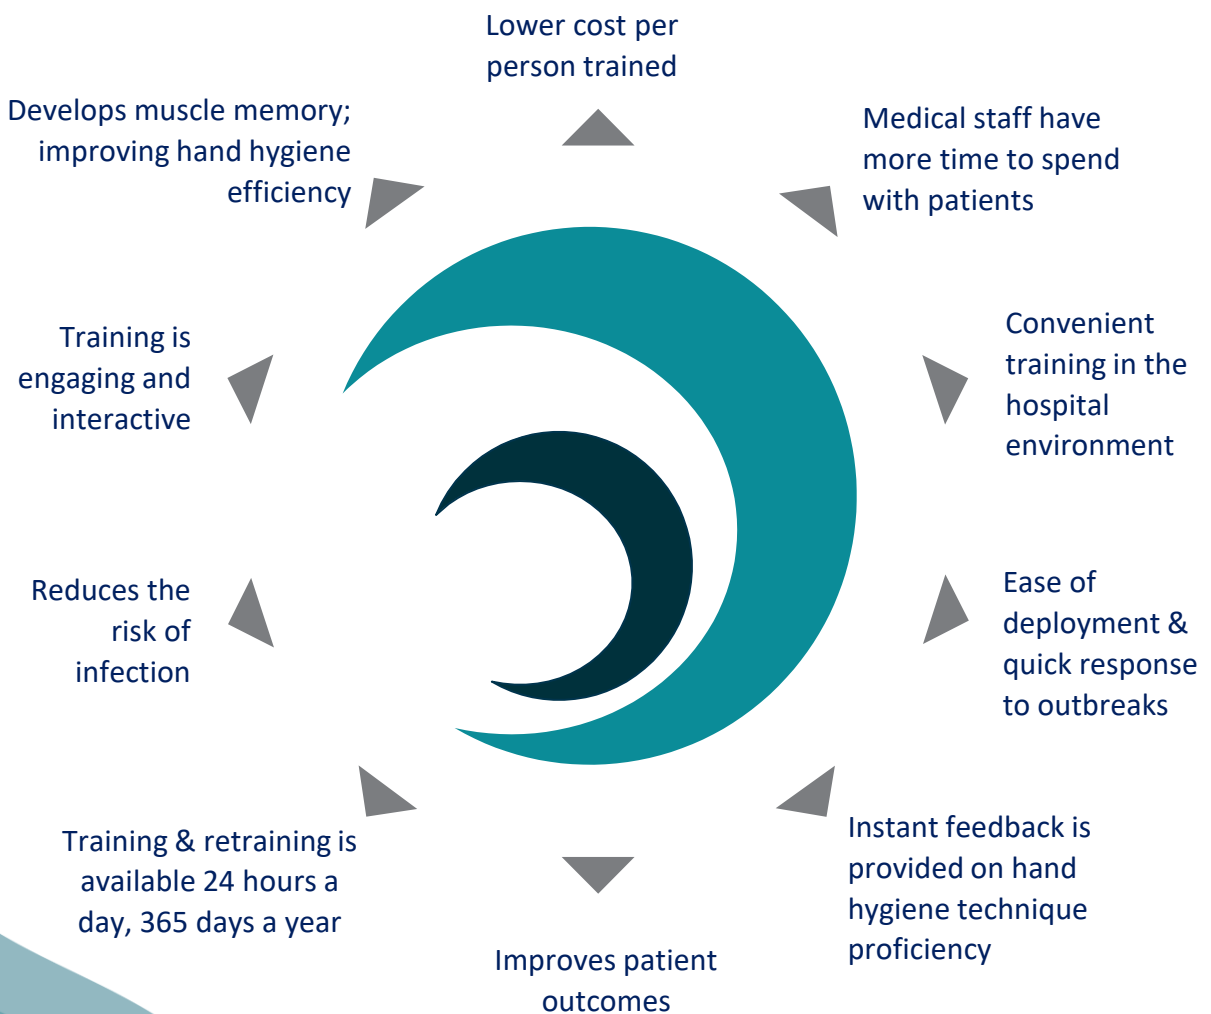 Lower cost per
person trained
Medical staff have
more time to spend
with patients
Convenient
training in the
hospital
environment
Ease of
deployment &
quick response
to outbreaks
Instant feedback is
provided on hand
hygiene technique
proficiency
Improves patient
outcomes
Training & retraining is
available 24 hours a
day, 365 days a year
Reduces the
risk of
infection
Training is
engaging and
interactive
Develops muscle memory;
improving hand hygiene
efficiency